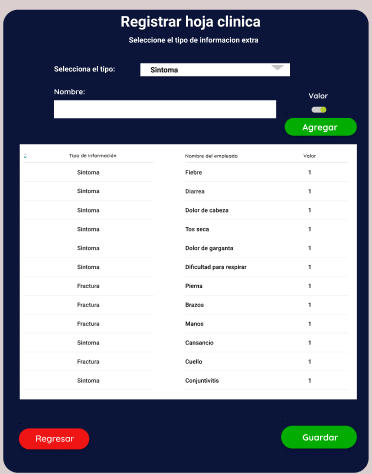 Registrar hoja clinica
Seleccione el tipo de informacion extra
Selecciona el tipo: Sintoma
Nombre:
Valor
Agregar
Tipo de Información Nombre del empleado Valor
Sintoma Fiebre 1
Sintoma Diarrea 1
Sintoma Dolor de cabeza 1
Sintoma Tos seca 1
Sintoma Dolor de garganta 1
Sintoma Dificultad para respirar 1
Fractura Pierna 1
Fractura Brazos 1
Fractura Manos 1
Sintoma Cansancio 1
Fractura Cuello 1
Sintoma Conjuntivitis 1
Regresar Guardar